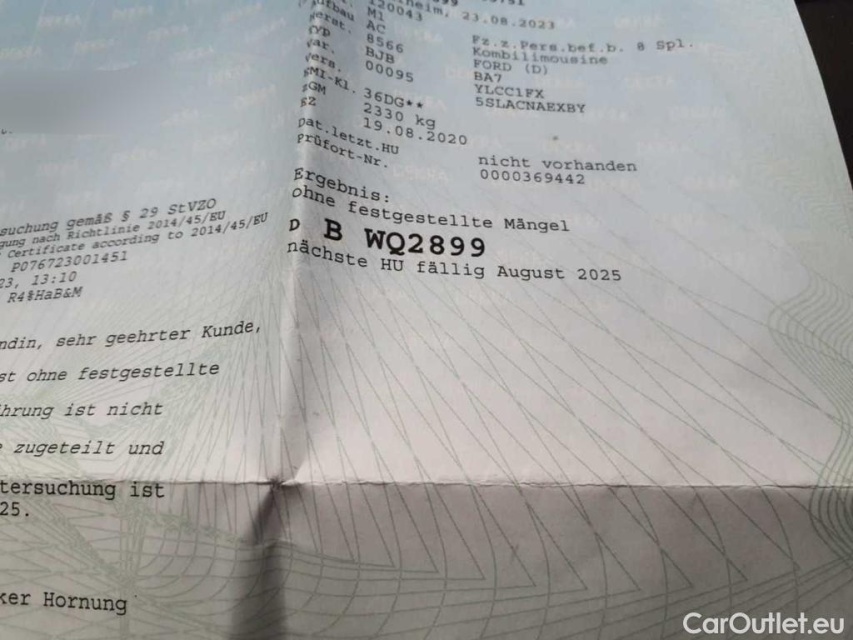 heim, 23.08.2023
120043
M1 Fz.z.Pers.bef.b. 8 Spl.
AC Kombilimousine
8566 FORD (D)
BJB BA7
00095 YLCC1FX
36DG** 5SLACNAEXBY
2330 kg
19.08.2020
Dat.letzt.HU nicht vorhanden
Prüfort-Nr. 0000369442
Ergebnis:
ohne festgestellte Mängel
D B WQ2899
nächste HU fällig August 2025
suchung gemäß § 29 StVZO
gung nach Richtlinie 2014/45/EU
Certificate according to 2014/45/EU
P076723001451
23, 13:10
R4§HaB&M
ndin, sehr geehrter Kunde,
st ohne festgestellte
hrung ist nicht
zugeteilt und
tersuchung ist
25.
ker Hornung
CarOutlet.eu